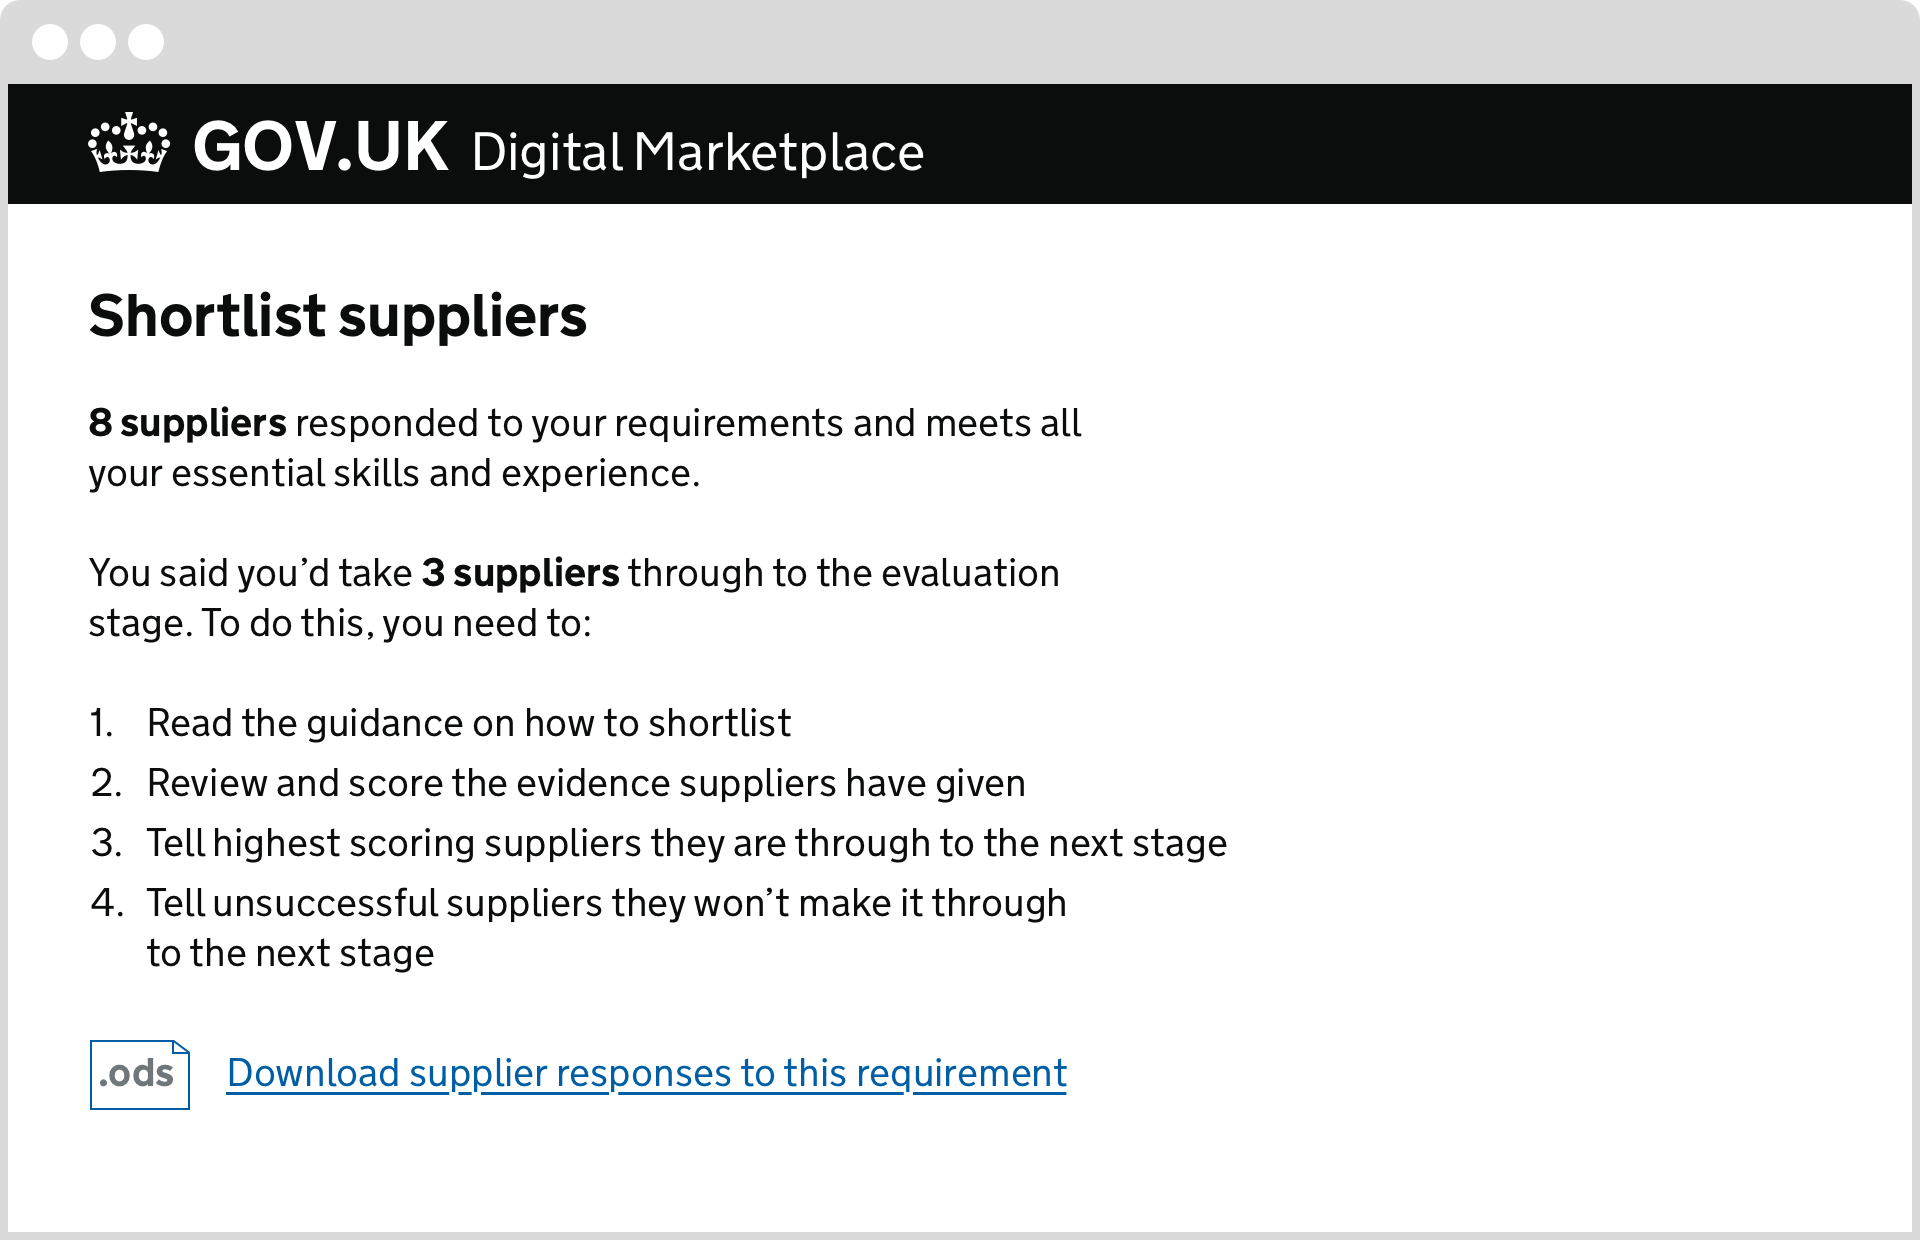 GOV.UK Digital Marketplace
Shortlist suppliers
8 suppliers responded to your requirements and meets all
your essential skills and experience.
You said you’d take 3 suppliers through to the evaluation
stage. To do this, you need to:
1. Read the guidance on how to shortlist
2. Review and score the evidence suppliers have given
3. Tell highest scoring suppliers they are through to the next stage
4. Tell unsuccessful suppliers they won’t make it through
to the next stage
.ods Download supplier responses to this requirement